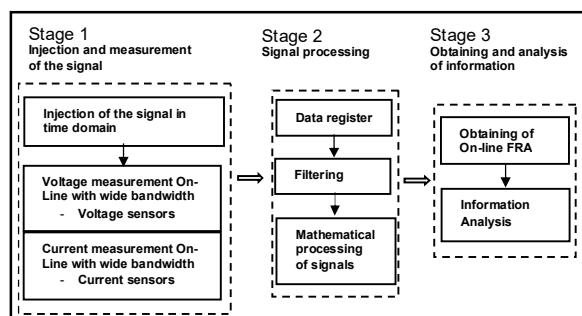 Stage 1
Injection and measurement
of the signal
Injection of the signal in
time domain
Voltage measurement On-
Line with wide bandwidth
- Voltage sensors
Current measurement On-
Line with wide bandwidth
- Current sensors
Stage 2
Signal processing
Data register
Filtering
Mathematical
processing
of signals
Stage 3
Obtaining and analysis
of information
Obtaining of
On-line FRA
Information
Analysis